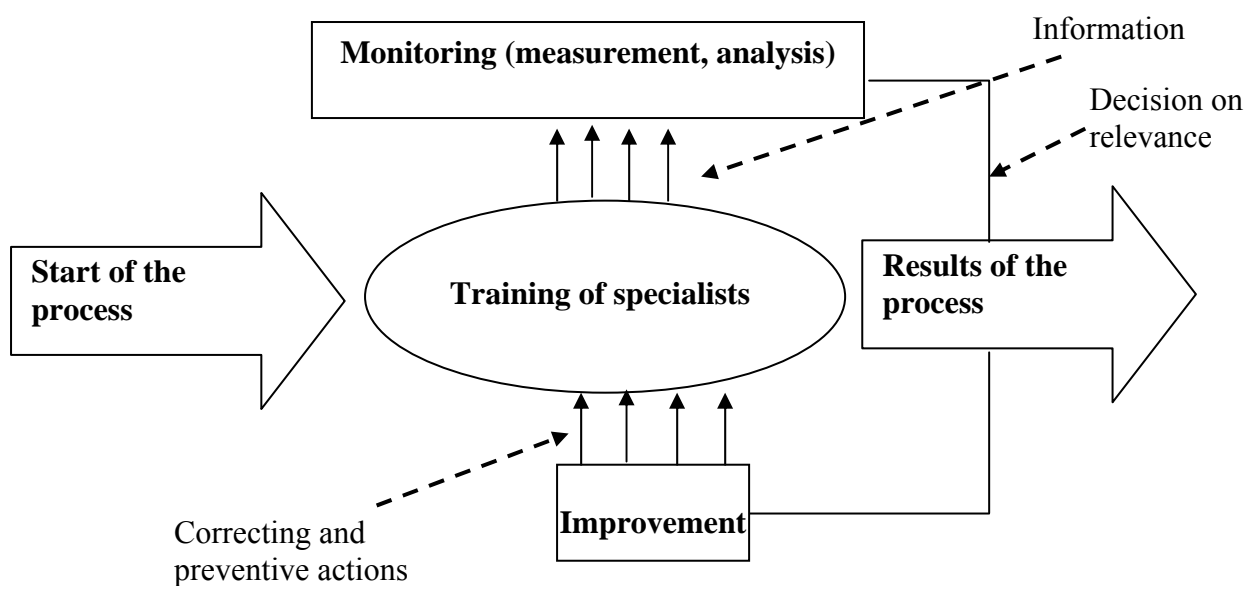 Monitoring (measurement, analysis)
Information
Decision on
relevance
Start of the
process
Training of specialists
Results of the
process
Correcting and
preventive actions
Improvement